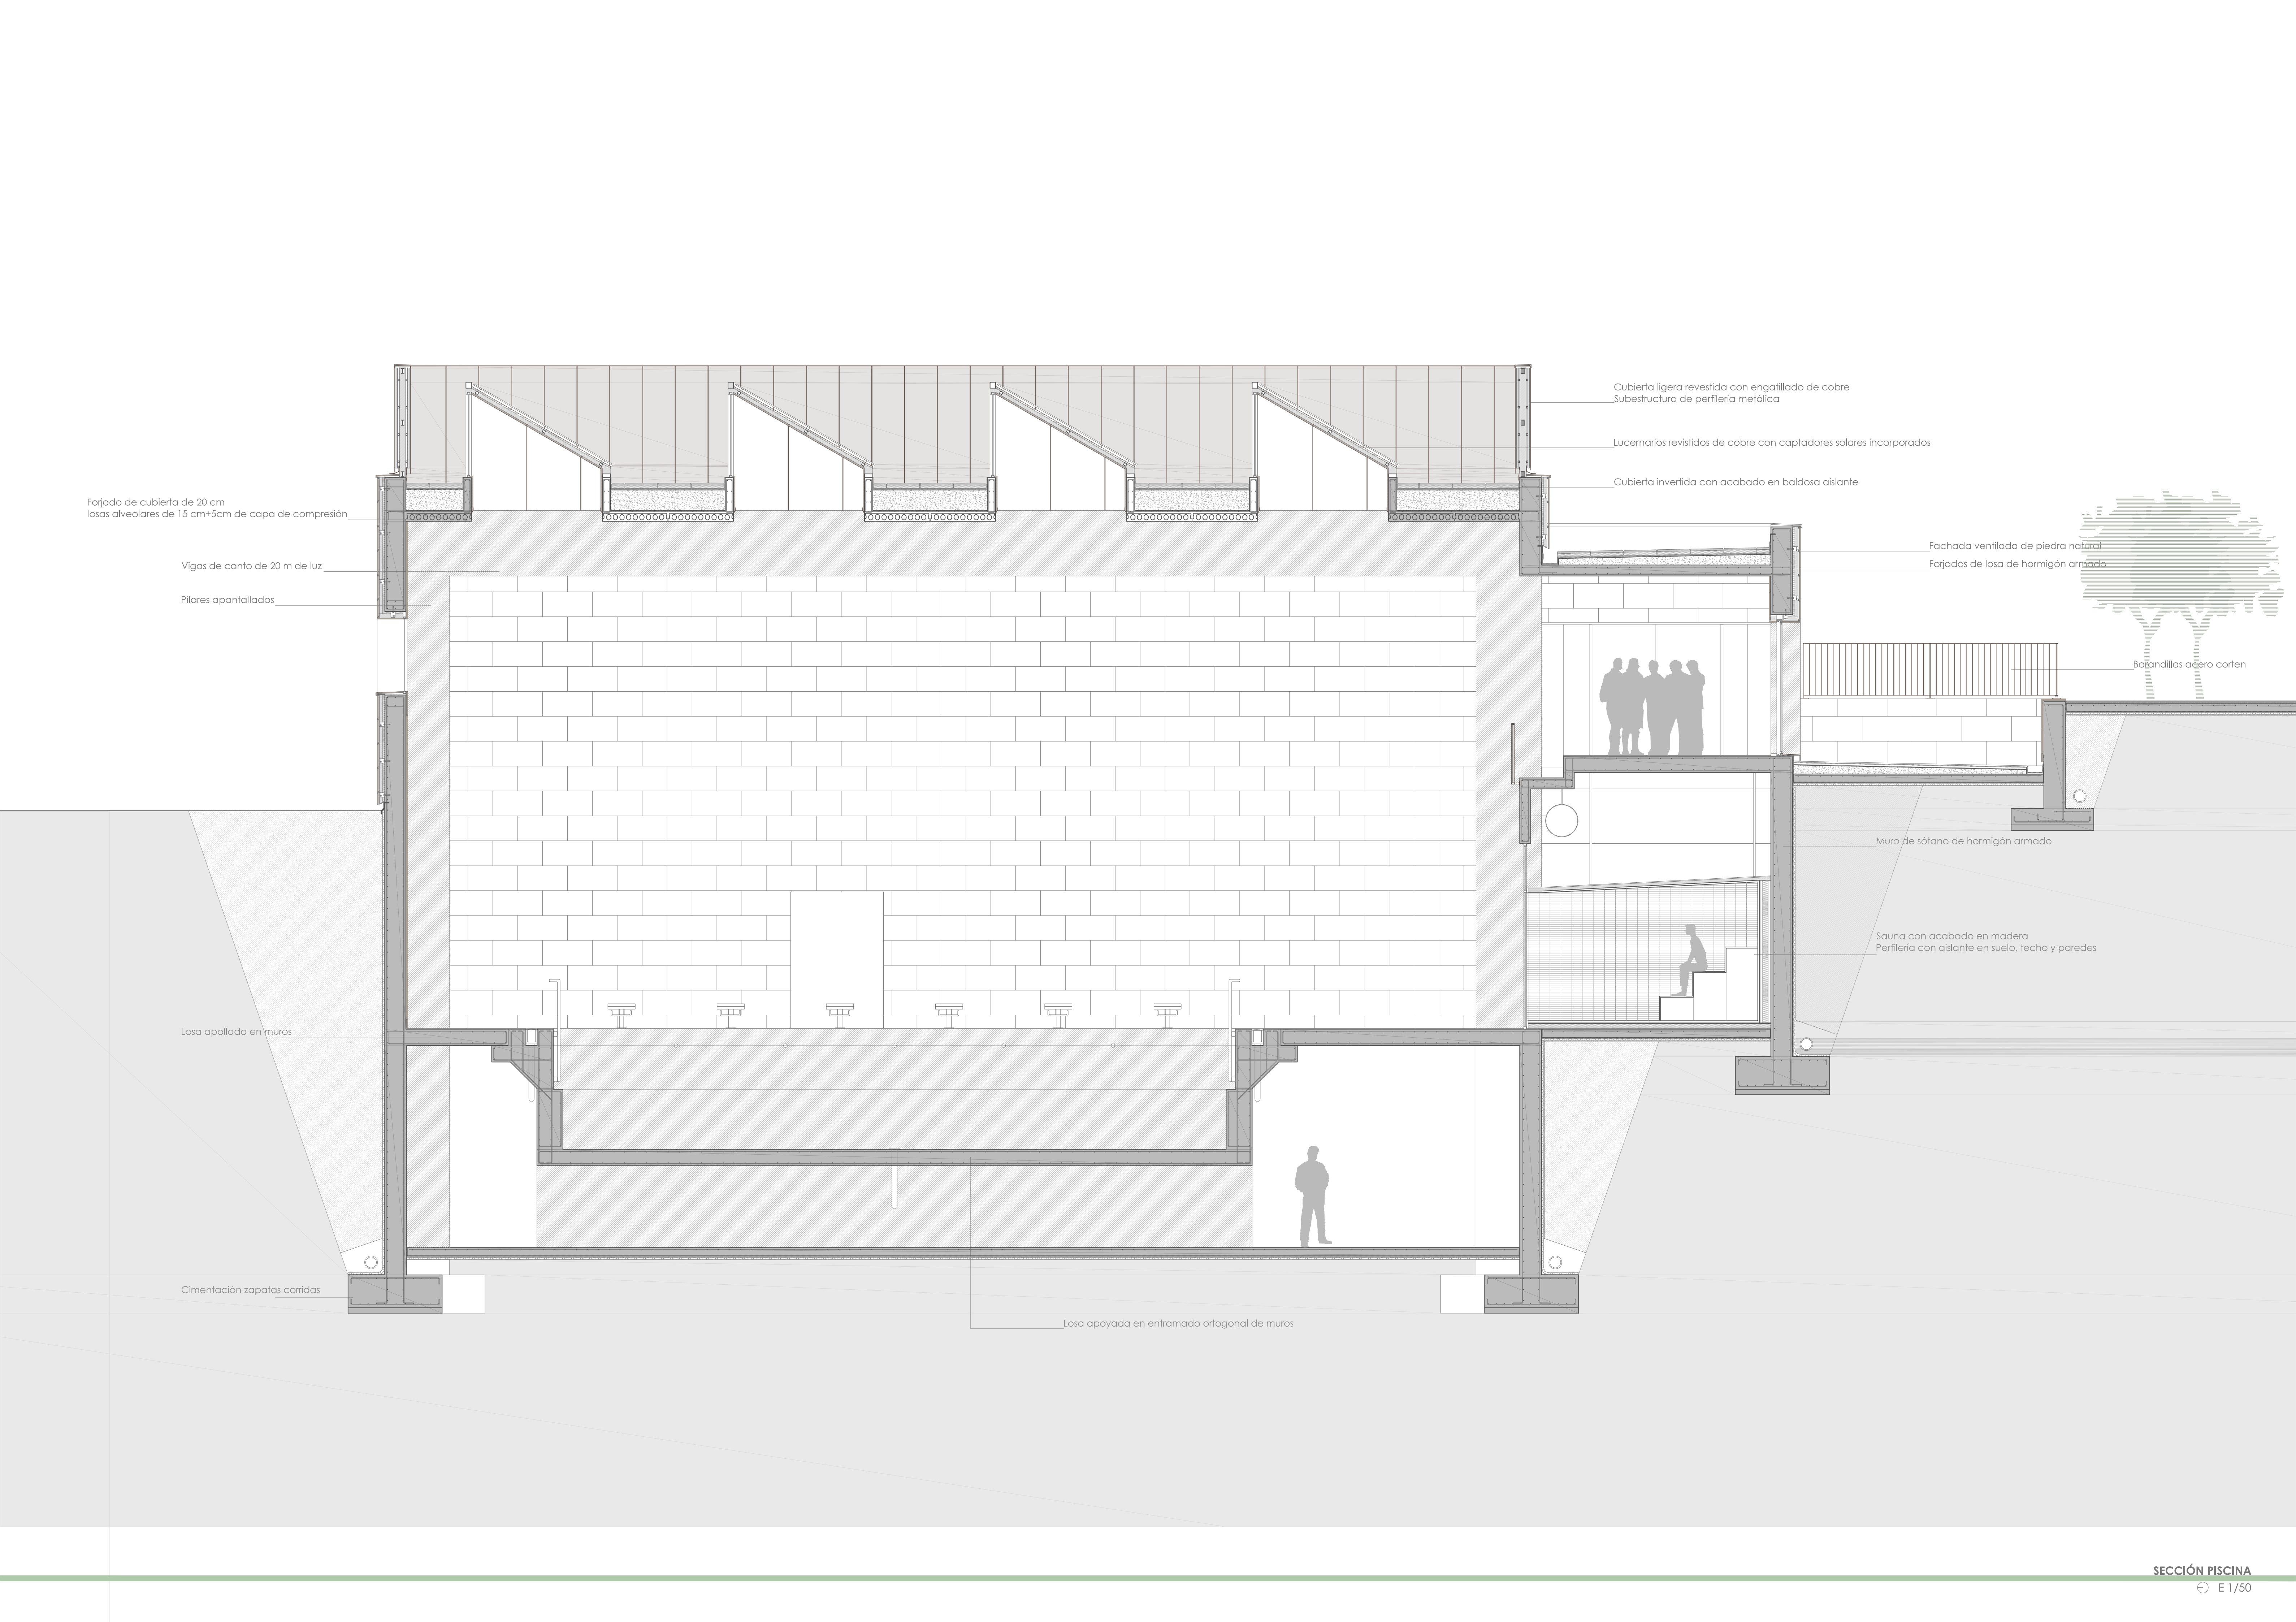 Cubierta ligera revestida con engatillado de cobre
Subestructura de perfilería metálica
Lucernarios revistidos de cobre con captadores solares incorporados
Cubierta invertida con acabado en baldosa aislante
Forjado de cubierta de 20 cm
losas alveolares de 15 cm+5cm de capa de compresión
Vigas de canto de 20 m de luz
Pilares apantallados
Fachada ventilada de piedra natural
Forjados de losa de hormigón armado
Barandillas acero corten
Muro de sótano de hormigón armado
Sauna con acabado en madera
Perfilería con aislante en suelo, techo y paredes
Losa apollada en muros
Cimentación zapatas corridas
Losa apoyada en entramado ortogonal de muros
SECCIÓN PISCINA
E 1/50